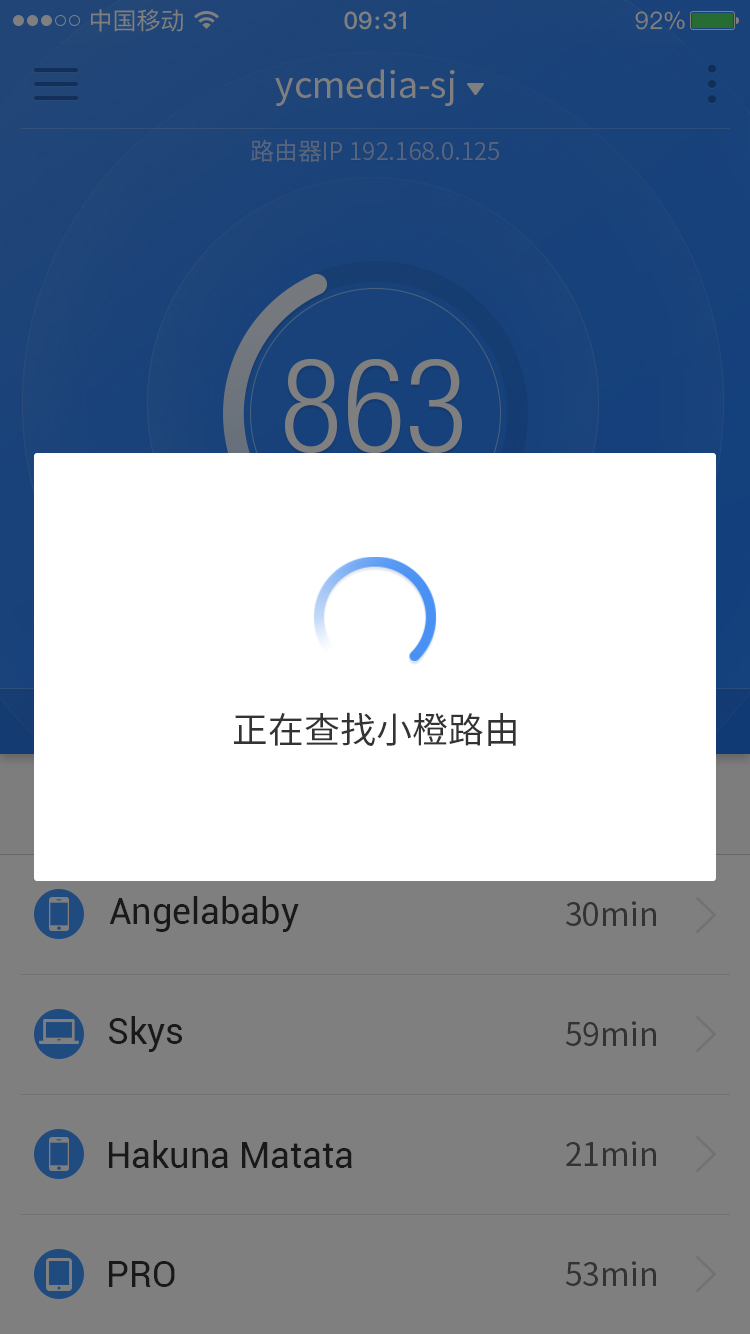 中国移动 09:31 92%
ycmedia-sj
路由器IP 192.168.0.125
863
正在查找小橙路由
Angelababy 30min
Skys 59min
Hakuna Matata 21min
PRO 53min